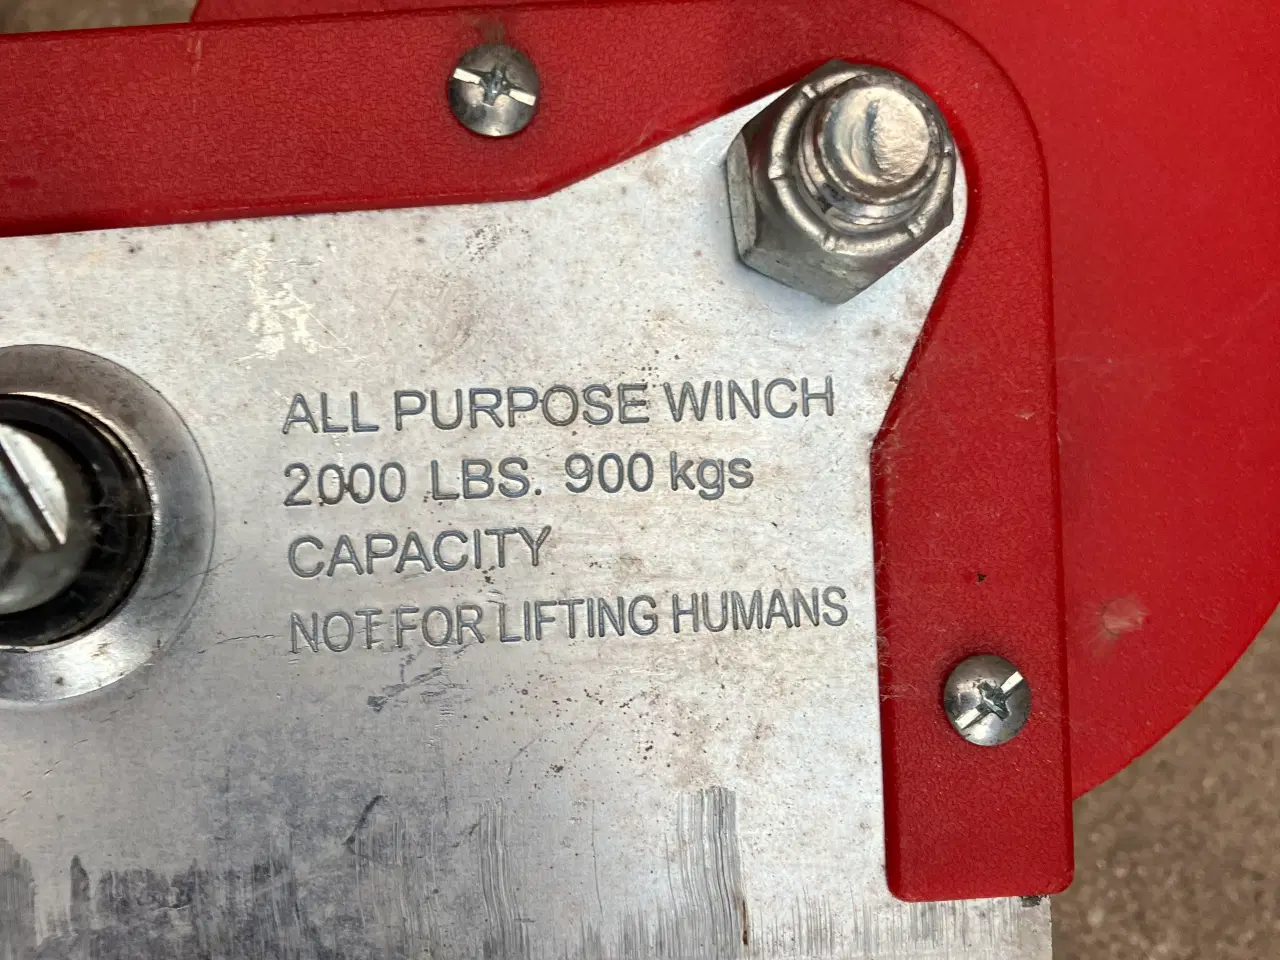 ALL PURPOSE WINCH
2000 LBS. 900 kgs
CAPACITY
NOT FOR LIFTING HUMANS